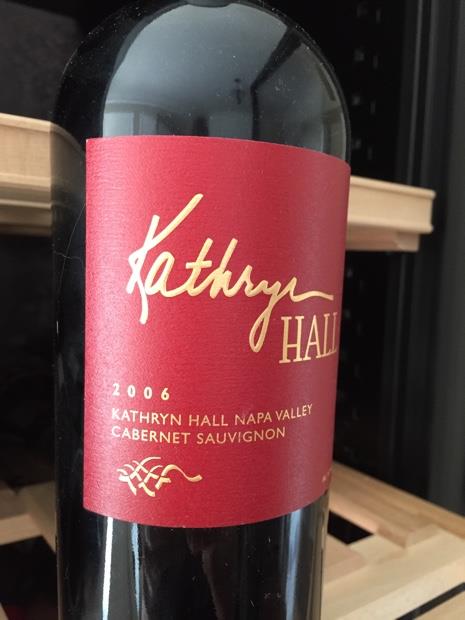 Kathryn
HALL
2006
KATHRYN HALL NAPA VALLEY
CABERNET SAUVIGNON